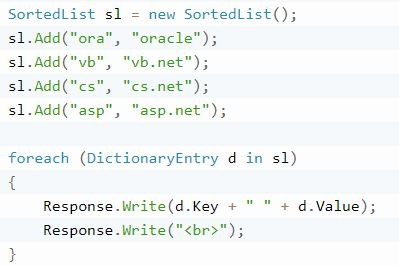 SortedList sl = new SortedList();
sl.Add("ora", "oracle");
sl.Add("vb", "vb.net");
sl.Add("cs", "cs.net");
sl.Add("asp", "asp.net");
foreach (DictionaryEntry d in sl)
{
Response.Write(d.Key + " " + d.Value);
Response.Write("<br>");
}